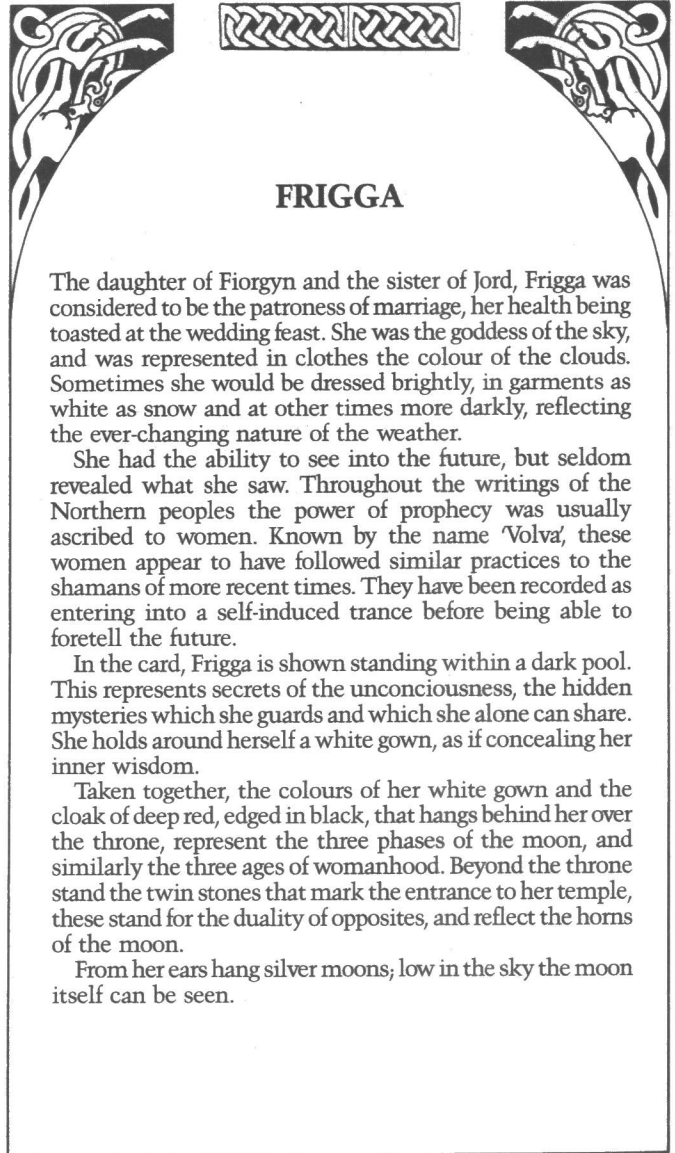 FRIGGA
The daughter of Fiorgyn and the sister of Jord, Frigga was
considered to be the patroness of marriage, her health being
toasted at the wedding feast. She was the goddess of the sky,
and was represented in clothes the colour of the clouds.
Sometimes she would be dressed brightly, in garments as
white as snow and at other times more darkly, reflecting
the ever-changing nature of the weather.
She had the ability to see into the future, but seldom
revealed what she saw. Throughout the writings of the
Northern peoples the power of prophecy was usually
ascribed to women. Known by the name 'Volva', these
women appear to have followed similar practices to the
shamans of more recent times. They have been recorded as
entering into a self-induced trance before being able to
foretell the future.
In the card, Frigga is shown standing within a dark pool.
This represents secrets of the unconciousness, the hidden
mysteries which she guards and which she alone can share.
She holds around herself a white gown, as if concealing her
inner wisdom.
Taken together, the colours of her white gown and the
cloak of deep red, edged in black, that hangs behind her over
the throne, represent the three phases of the moon, and
similarly the three ages of womanhood. Beyond the throne
stand the twin stones that mark the entrance to her temple,
these stand for the duality of opposites, and reflect the horns
of the moon.
From her ears hang silver moons; low in the sky the moon
itself can be seen.